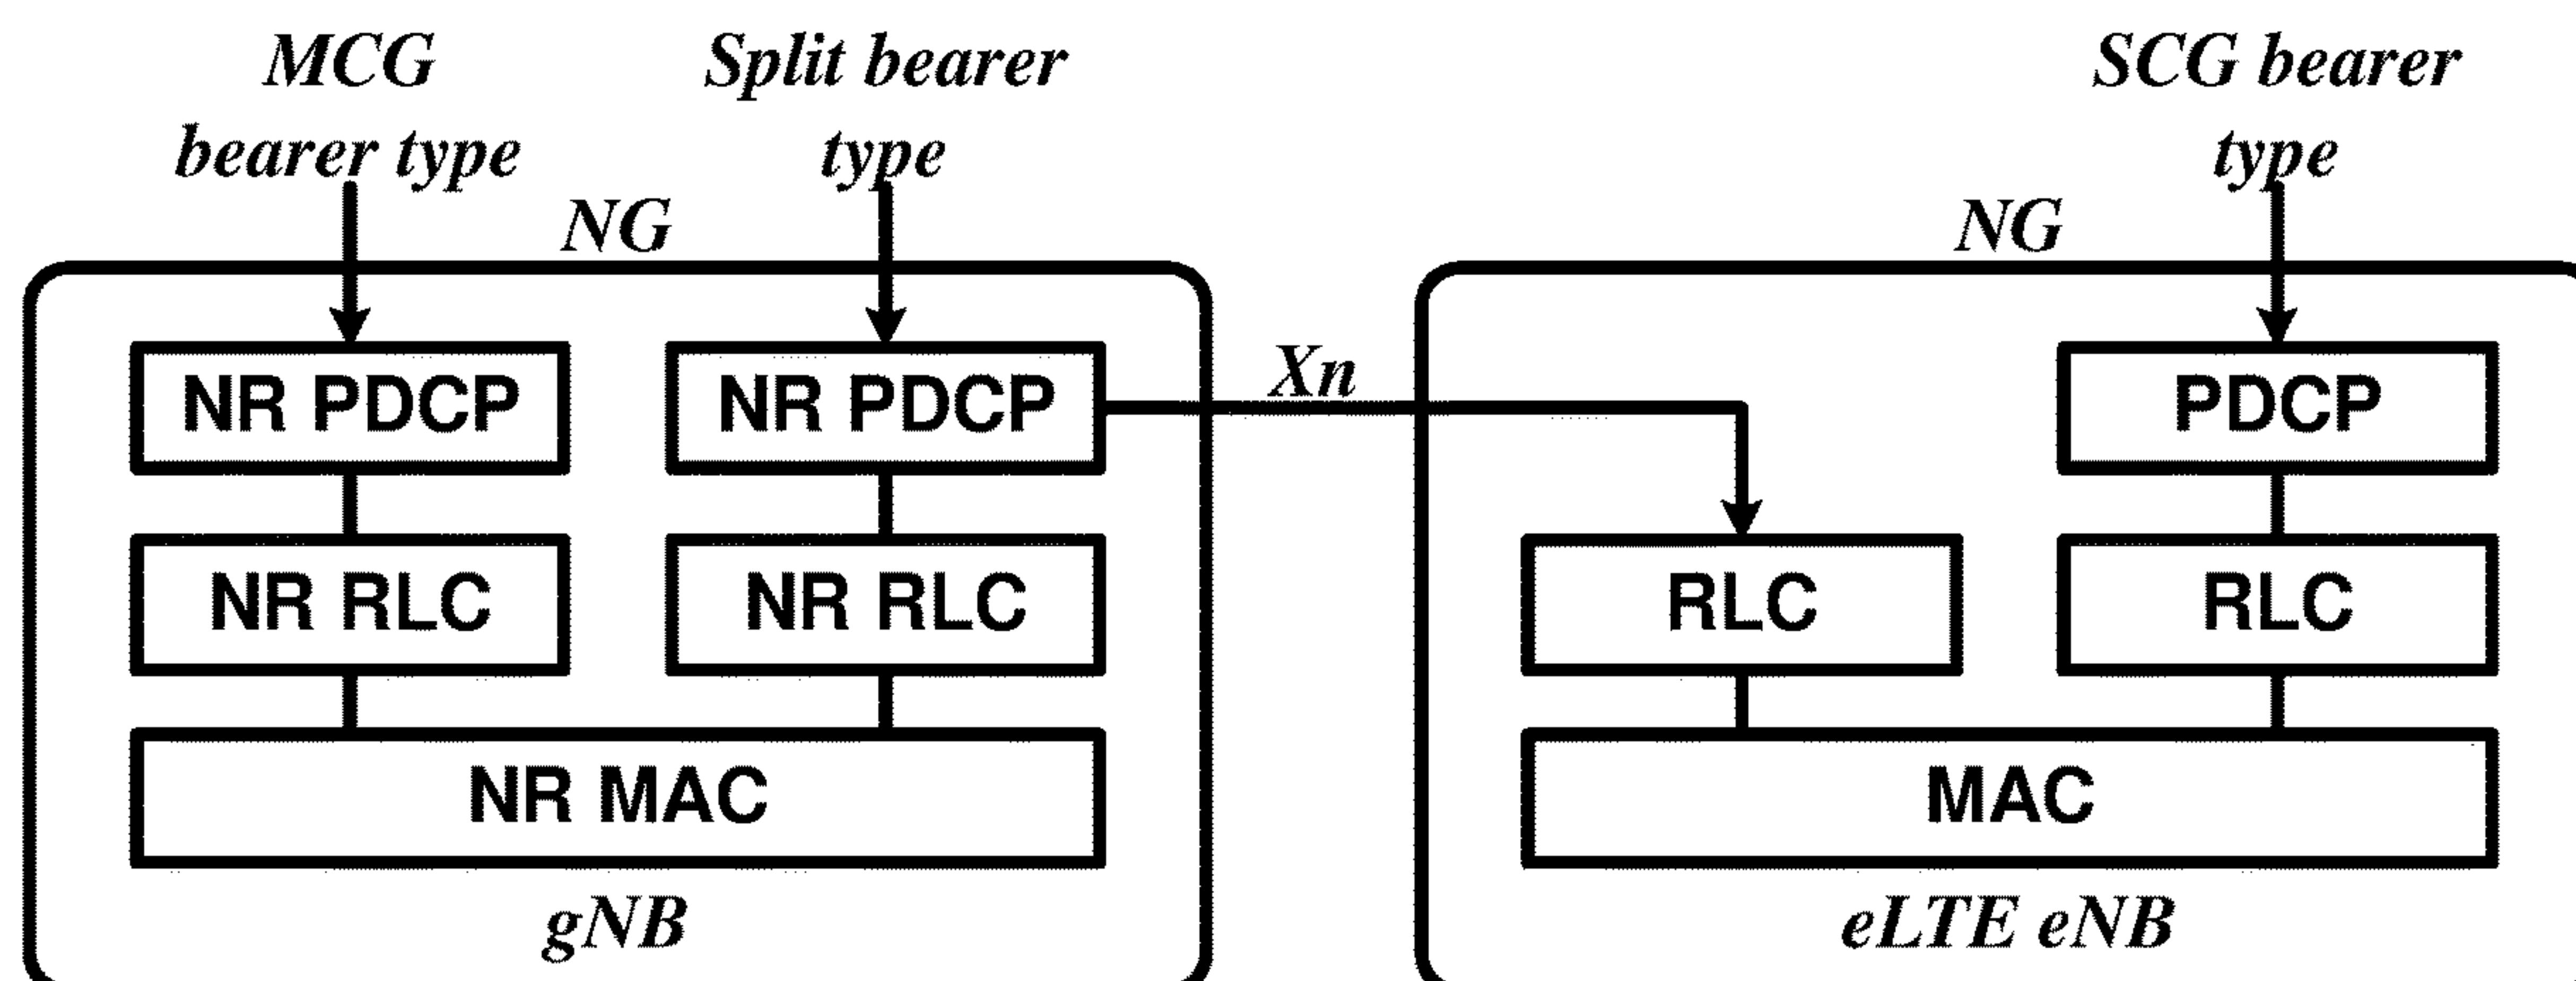 MCG
bearer type
Split bearer
type
SCG bearer
type
NG
NG
Xn
NR PDCP
NR PDCP
PDCP
NR RLC
NR RLC
RLC
RLC
NR MAC
MAC
gNB
eLTE eNB